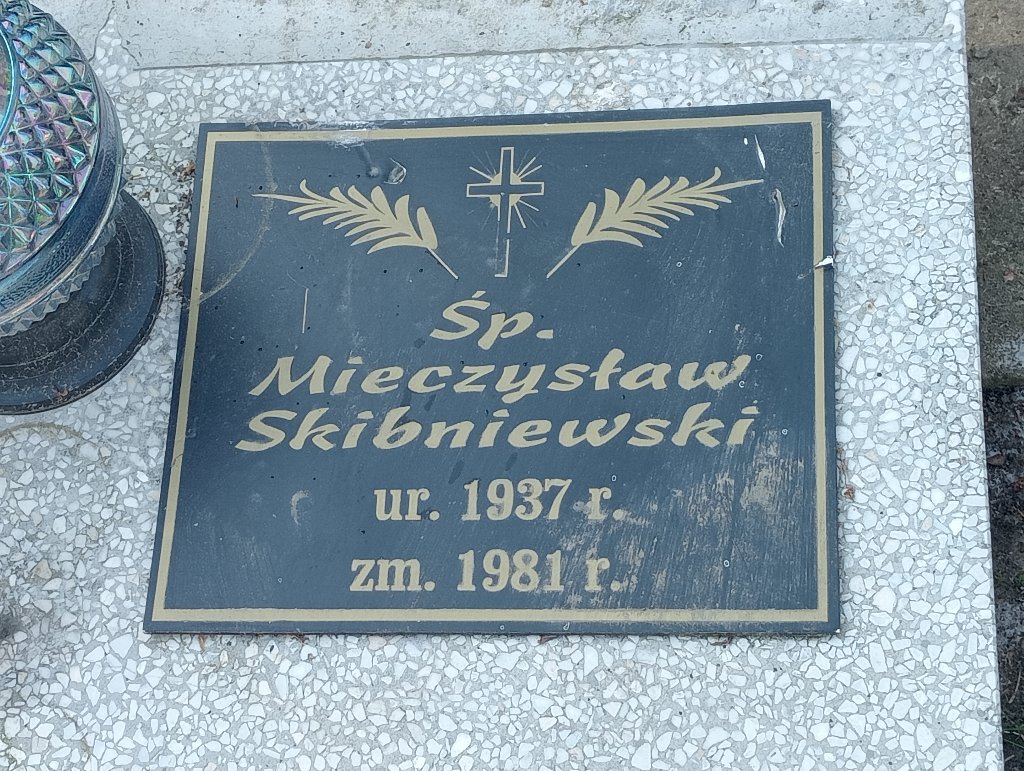 Śp.
Mieczysław
Skibniewski
ur. 1937 r.
zm. 1981 r.